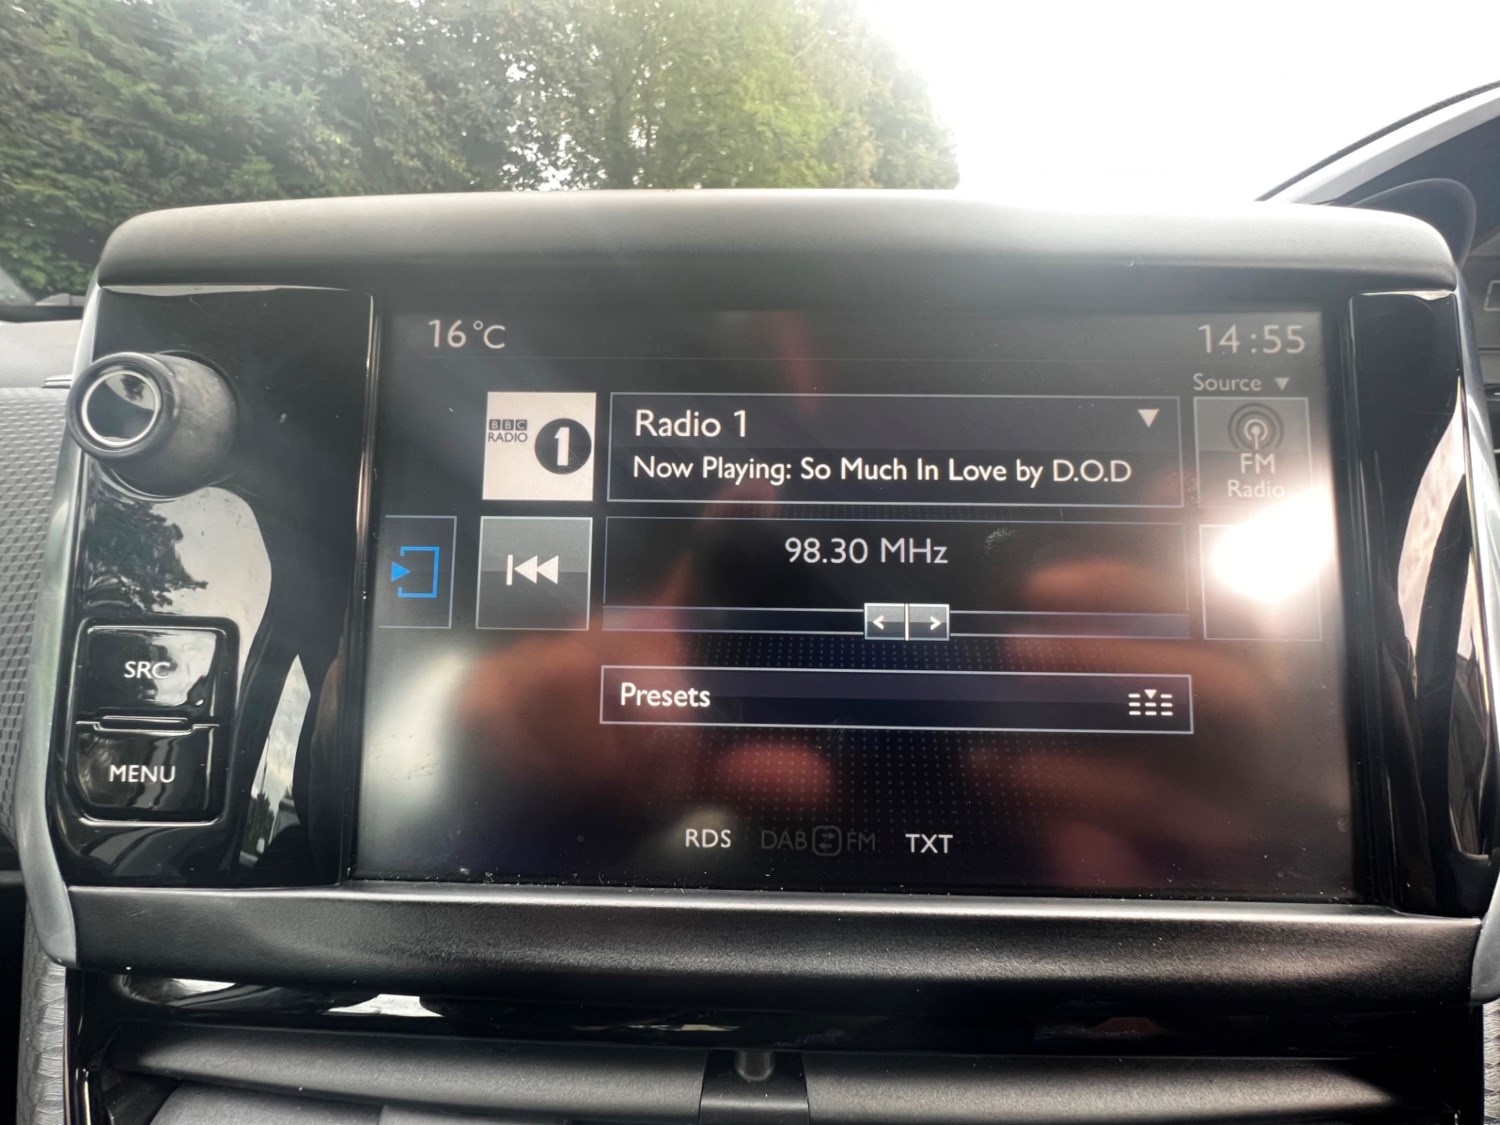 16°C
14:55
Source
BBC
RADIO
1
Radio 1
Now Playing: So Much In Love by D.O.D
FM
Radio
98.30 MHz
SRC
Presets
MENU
RDS
DAB FM
TXT